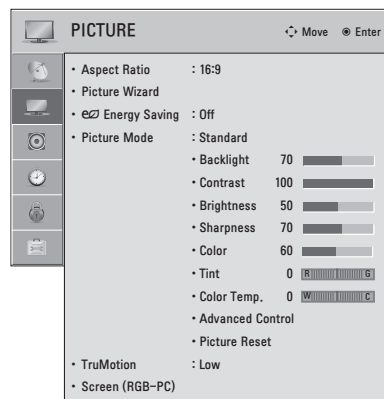 PICTURE Move Enter
• Aspect Ratio : 16:9
• Picture Wizard
• eco Energy Saving : Off
• Picture Mode : Standard
• Backlight 70
• Contrast 100
• Brightness 50
• Sharpness 70
• Color 60
• Tint 0 R G
• Color Temp. 0 W C
• Advanced Control
• Picture Reset
• TruMotion : Low
• Screen (RGB-PC)